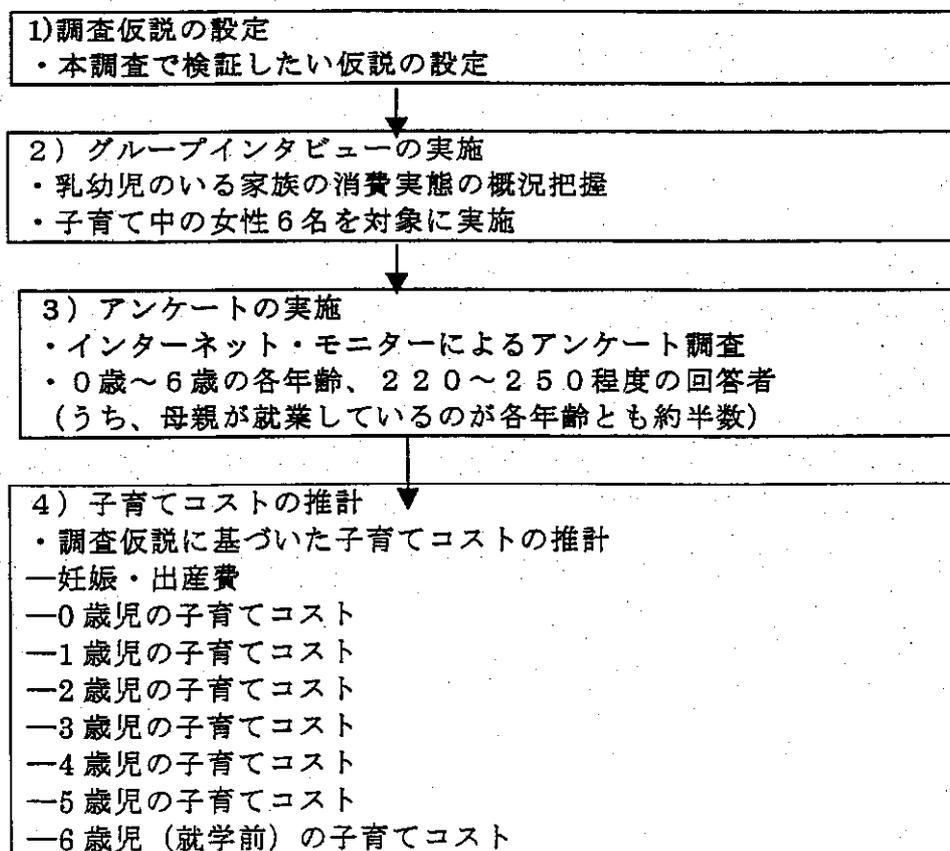 1)調査仮説の設定
・本調査で検証したい仮説の設定
２）グループインタビューの実施
・乳幼児のいる家族の消費実態の概況把握
・子育て中の女性６名を対象に実施
３）アンケートの実施
・インターネット・モニターによるアンケート調査
・０歳～６歳の各年齢、２２０～２５０程度の回答者
（うち、母親が就業しているのが各年齢とも約半数）
４）子育てコストの推計
・調査仮説に基づいた子育てコストの推計
―妊娠・出産費
―0 歳児の子育てコスト
―1 歳児の子育てコスト
―2 歳児の子育てコスト
―3 歳児の子育てコスト
―4 歳児の子育てコスト
―5 歳児の子育てコスト
―6 歳児（就学前）の子育てコスト